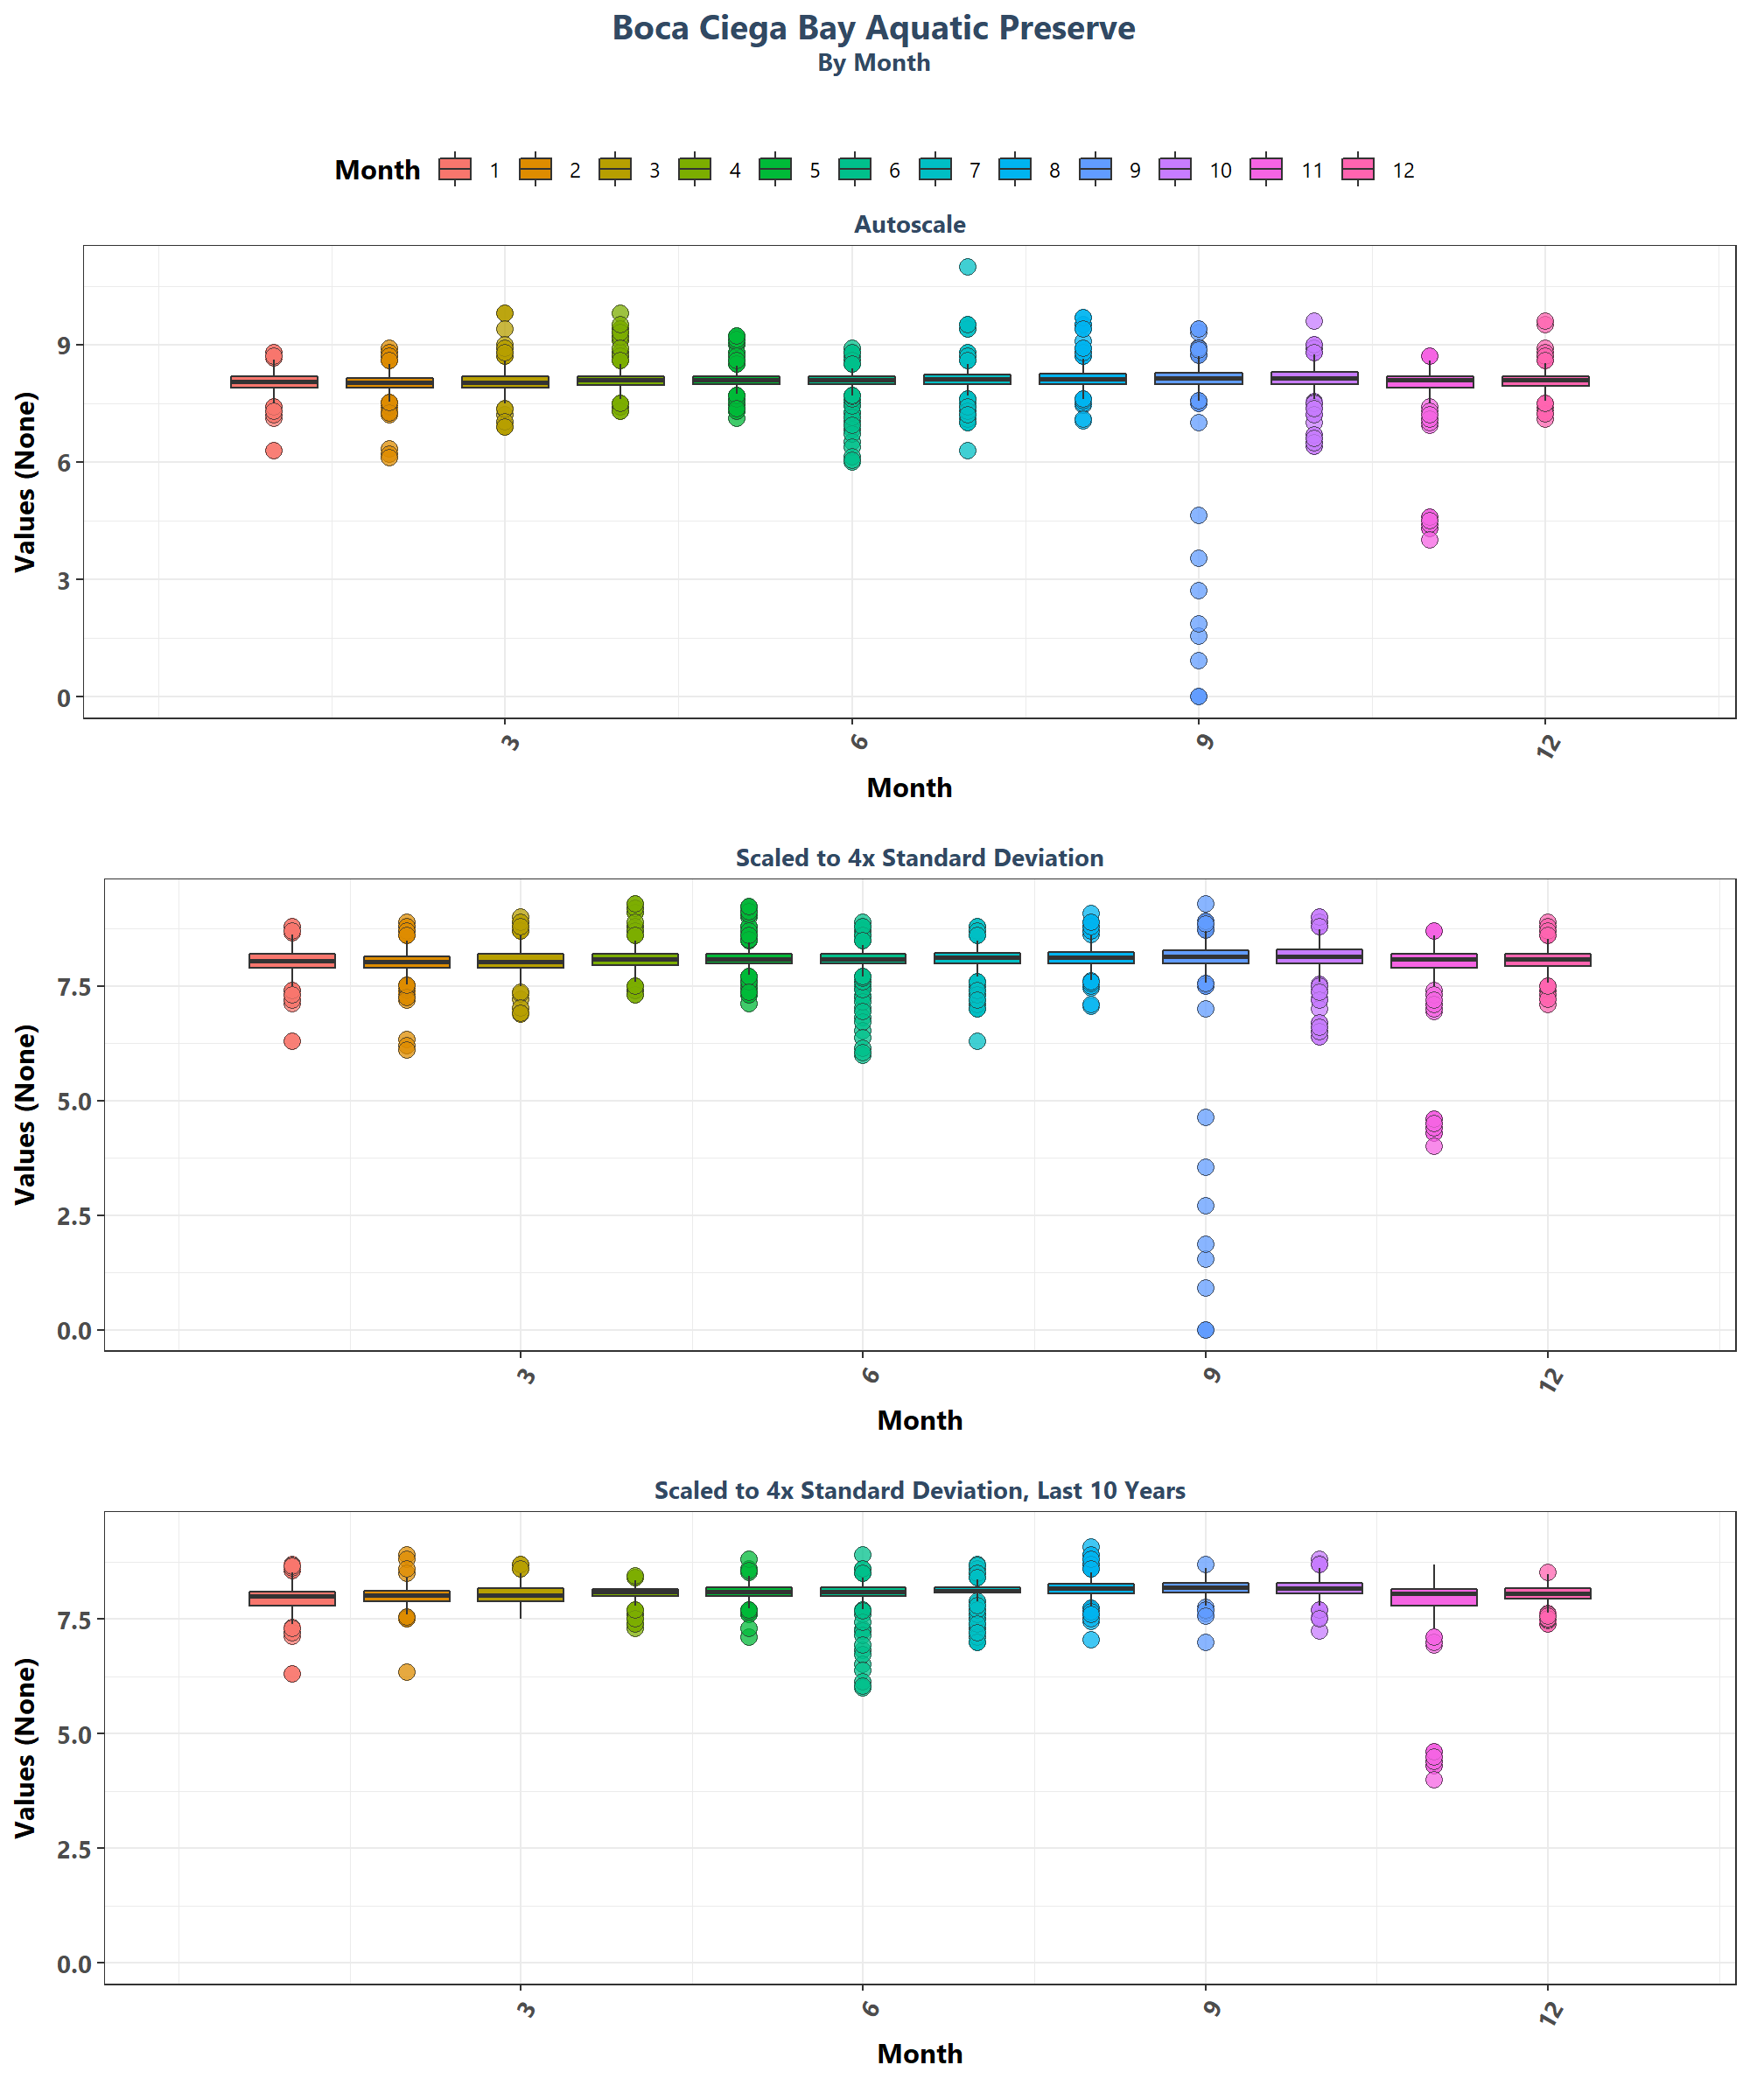 Boca Ciega Bay Aquatic Preserve
By Month
Month 1 2 3 4 5 6 7 8 9 10 11 12
Autoscale
Values (None)
9
6
3
0
3 6 9 12
Month
Scaled to 4x Standard Deviation
Values (None)
7.5
5.0
2.5
0.0
3 6 9 12
Month
Scaled to 4x Standard Deviation, Last 10 Years
Values (None)
7.5
5.0
2.5
0.0
3 6 9 12
Month